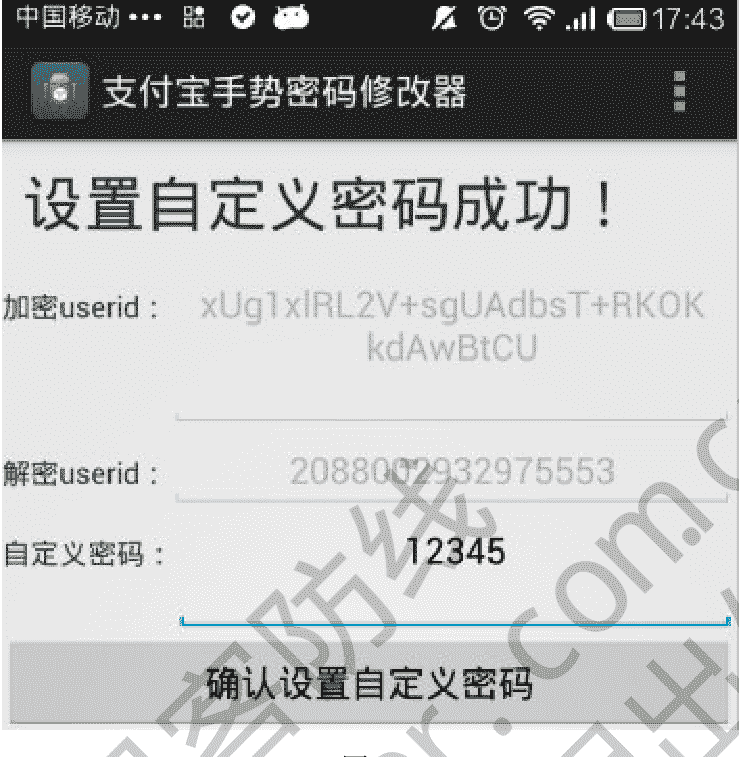 中国移动 ••• 17:43
支付宝手势密码修改器
设置自定义密码成功！
加密userid： xUg1xlRL2V+sgUAdbsT+RKOK
kdAwBtCU
解密userid： 2088002932975553
自定义密码： 12345
确认设置自定义密码